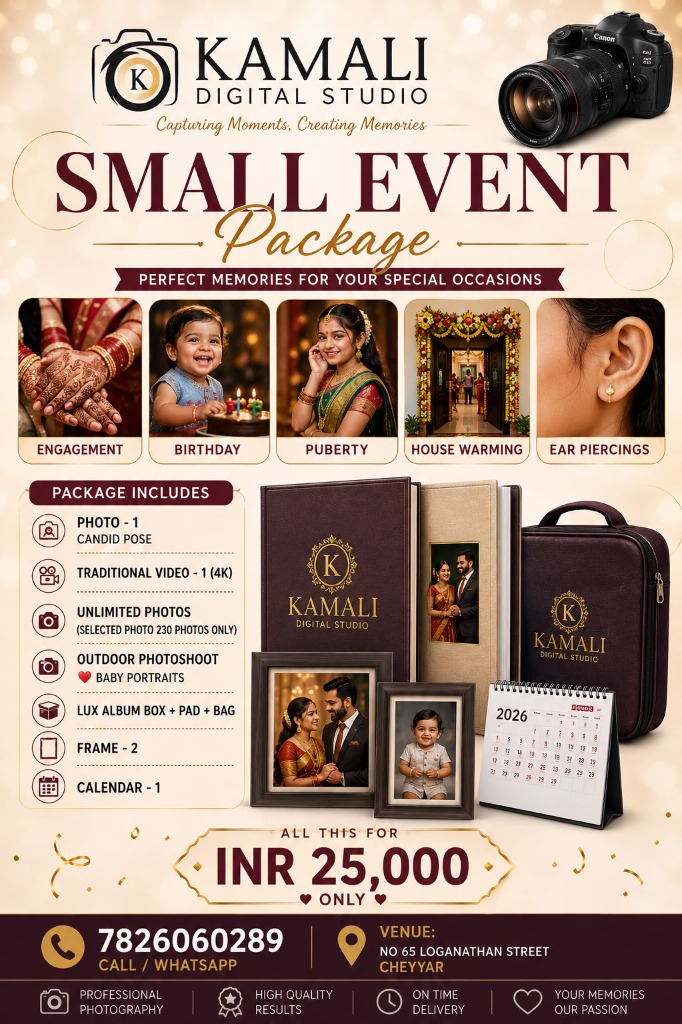 K
KAMALI
DIGITAL STUDIO
Capturing Moments, Creating Memories
Canon
SMALL EVENT
Package
PERFECT MEMORIES FOR YOUR SPECIAL OCCASIONS
ENGAGEMENT
BIRTHDAY
PUBERTY
HOUSE WARMING
EAR PIERCINGS
PACKAGE INCLUDES
PHOTO - 1
CANDID POSE
TRADITIONAL VIDEO - 1 (4K)
UNLIMITED PHOTOS
(SELECTED PHOTO 230 PHOTOS ONLY)
OUTDOOR PHOTOSHOOT
❤️ BABY PORTRAITS
LUX ALBUM BOX + PAD + BAG
FRAME - 2
CALENDAR - 1
K
KAMALI
DIGITAL STUDIO
K
KAMALI
DIGITAL STUDIO
2026
ALL THIS FOR
INR 25,000
♥ ONLY ♥
7826060289
CALL / WHATSAPP
VENUE:
NO 65 LOGANATHAN STREET
CHEYYAR
PROFESSIONAL
PHOTOGRAPHY
HIGH QUALITY
RESULTS
ON TIME
DELIVERY
YOUR MEMORIES
OUR PASSION